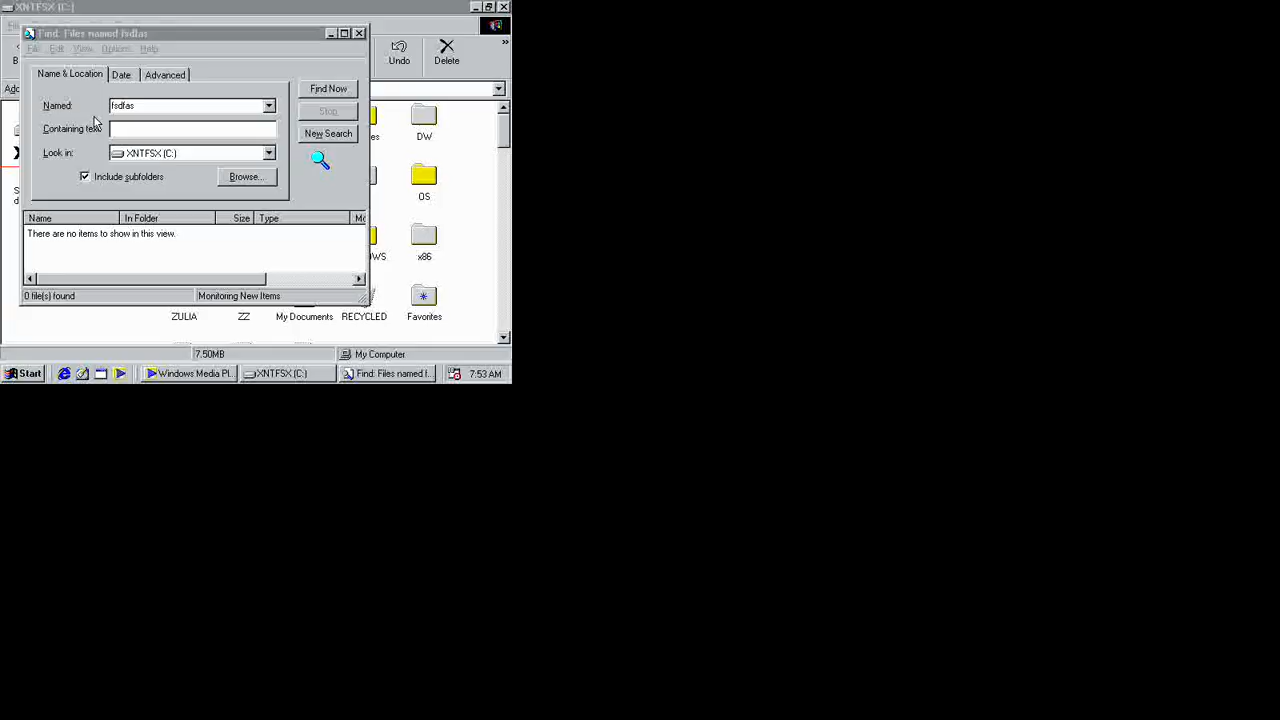 XNTFSX (C:)
Find: Files named fsdfas
File Edit View Options Help
Undo Delete »
Name & Location Date Advanced
Find Now
Named: fsdfas
Stop
Containing text:
New Search
Look in: XNTFSX (C:)
Include subfolders Browse...
Name In Folder Size Type
There are no items to show in this view.
0 file(s) found Monitoring New Items
DW
OS
x86
ZULIA ZZ My Documents RECYCLED Favorites
7.50MB My Computer
Start Windows Media Pl... XNTFSX (C:) Find: Files named f... 7:53 AM